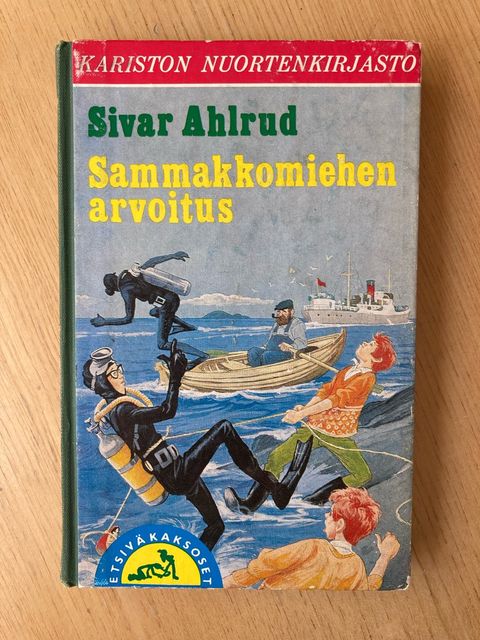 KARISTON NUORTENKIRJASTO
Sivar Ahlrud
Sammakkomiehen
arvoitus
ETSIVÄKAKSOSET